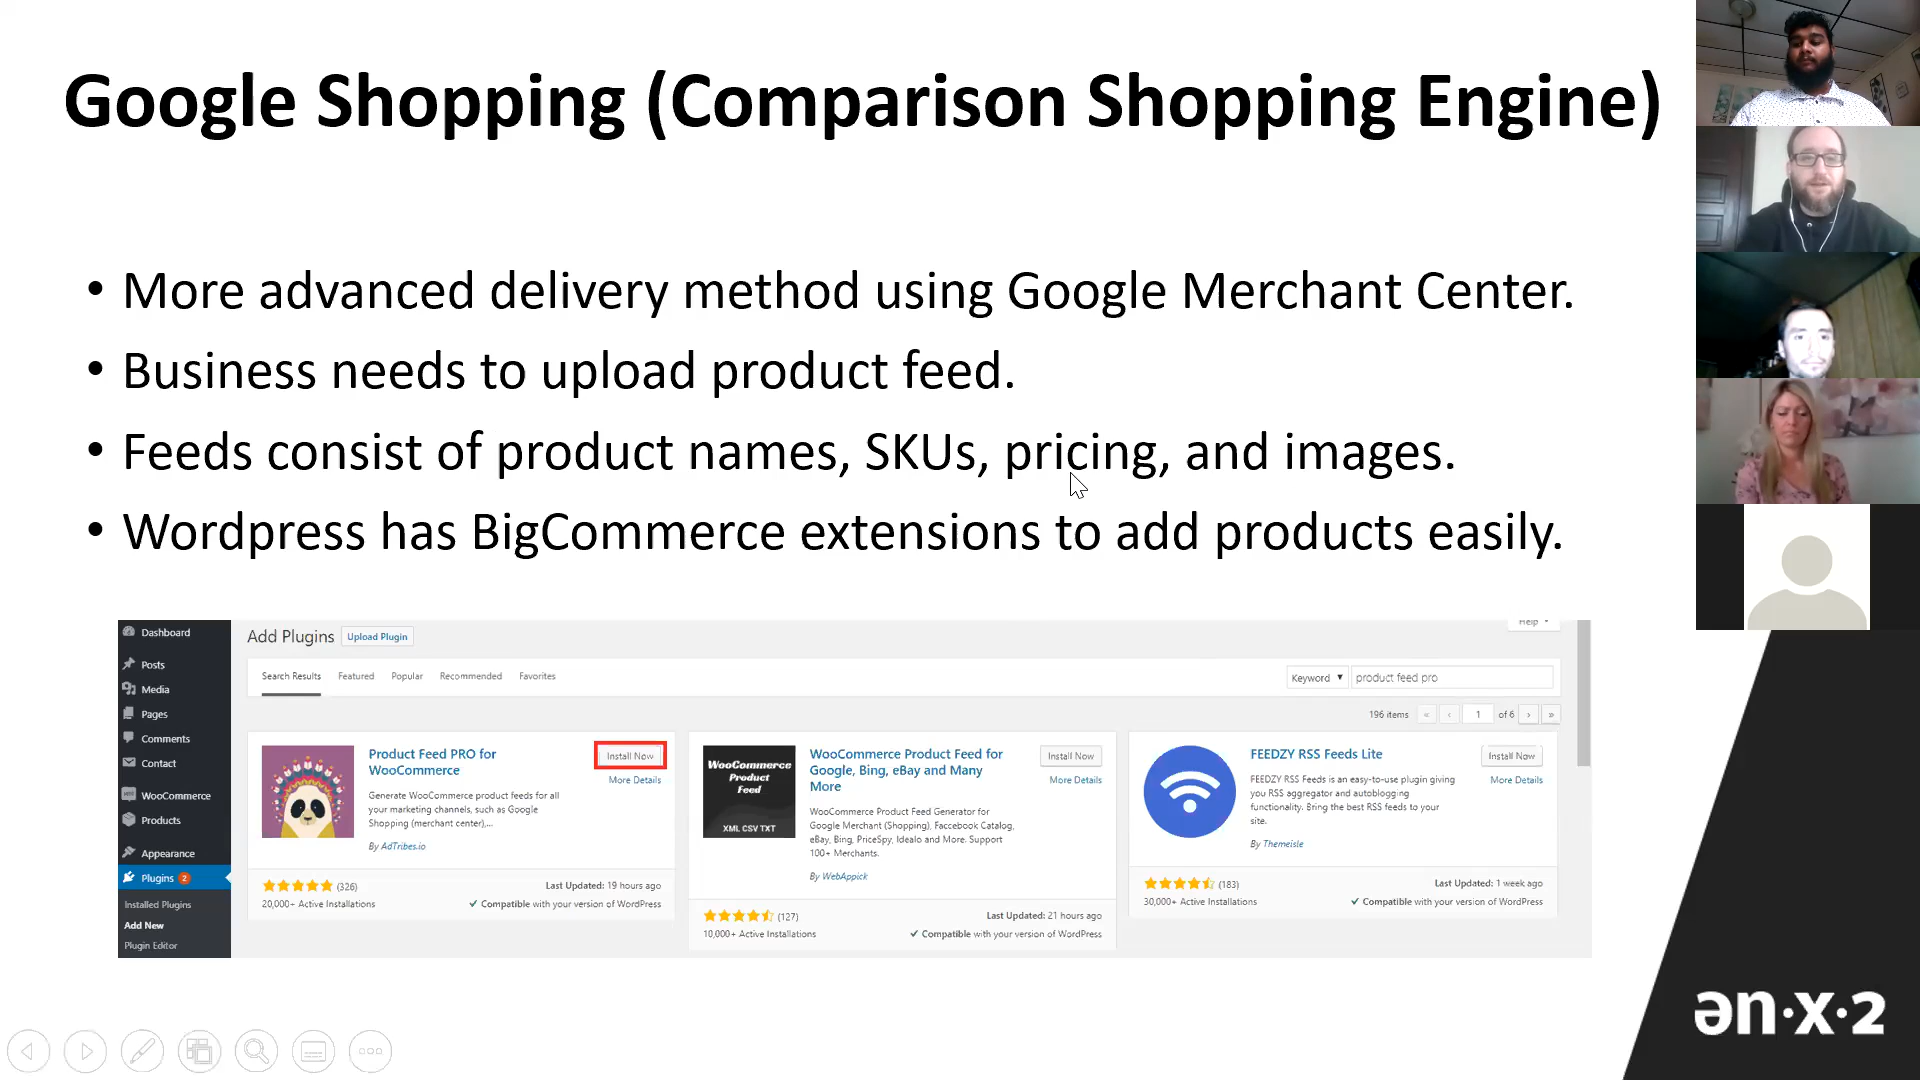 Google Shopping (Comparison Shopping Engine)
• More advanced delivery method using Google Merchant Center.
• Business needs to upload product feed.
• Feeds consist of product names, SKUs, pricing, and images.
• Wordpress has BigCommerce extensions to add products easily.
Dashboard
Posts
Media
Pages
Comments
Contact
WooCommerce
Products
Appearance
Plugins 2
Installed Plugins
Add New
Plugin Editor
Add Plugins Upload Plugin
Help
Search Results Featured Popular Recommended Favorites
Keyword product feed pro
196 items « ‹ 1 of 6 › »
Product Feed PRO for
WooCommerce
Install Now
More Details
Generate WooCommerce product feeds for all
your marketing channels, such as Google
Shopping (merchant center),...
By AdTribes.io
(326)
Last Updated: 19 hours ago
20,000+ Active Installations
Compatible with your version of WordPress
WooCommerce
Product
Feed
XML CSV TXT
WooCommerce Product Feed for
Google, Bing, eBay and Many
More
Install Now
More Details
WooCommerce Product Feed Generator for
Google Merchant (Shopping), Faccebook Catalog,
eBay, Bing, PriceSpy, Idealo and More. Support
100+ Merchants.
By WebAppick
(127)
Last Updated: 21 hours ago
10,000+ Active Installations
Compatible with your version of WordPress
FEEDZY RSS Feeds Lite
Install Now
More Details
FEEDZY RSS Feeds is an easy-to-use plugin giving
you RSS aggregator and autoblogging
functionality. Bring the best RSS feeds to your
site.
By Themeisle
(183)
Last Updated: 1 week ago
30,000+ Active Installations
Compatible with your version of WordPress
ən·x·2